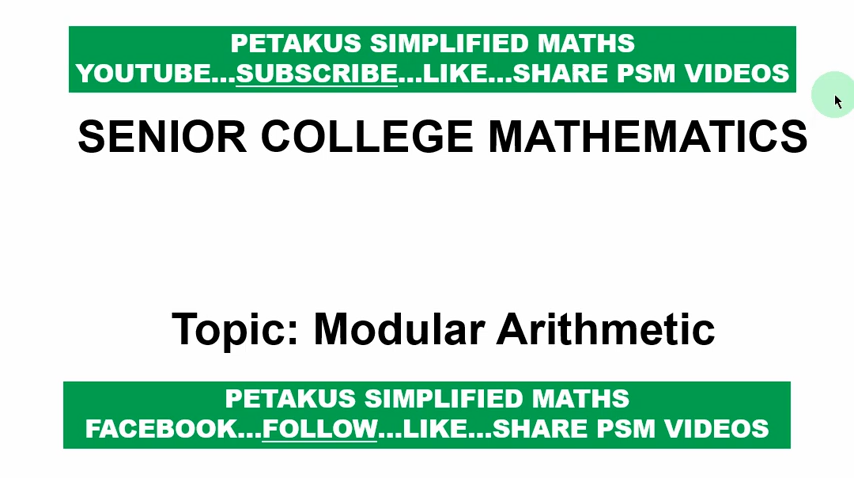 PETAKUS SIMPLIFIED MATHS
YOUTUBE...SUBSCRIBE...LIKE...SHARE PSM VIDEOS
SENIOR COLLEGE MATHEMATICS
Topic: Modular Arithmetic
PETAKUS SIMPLIFIED MATHS
FACEBOOK...FOLLOW...LIKE...SHARE PSM VIDEOS